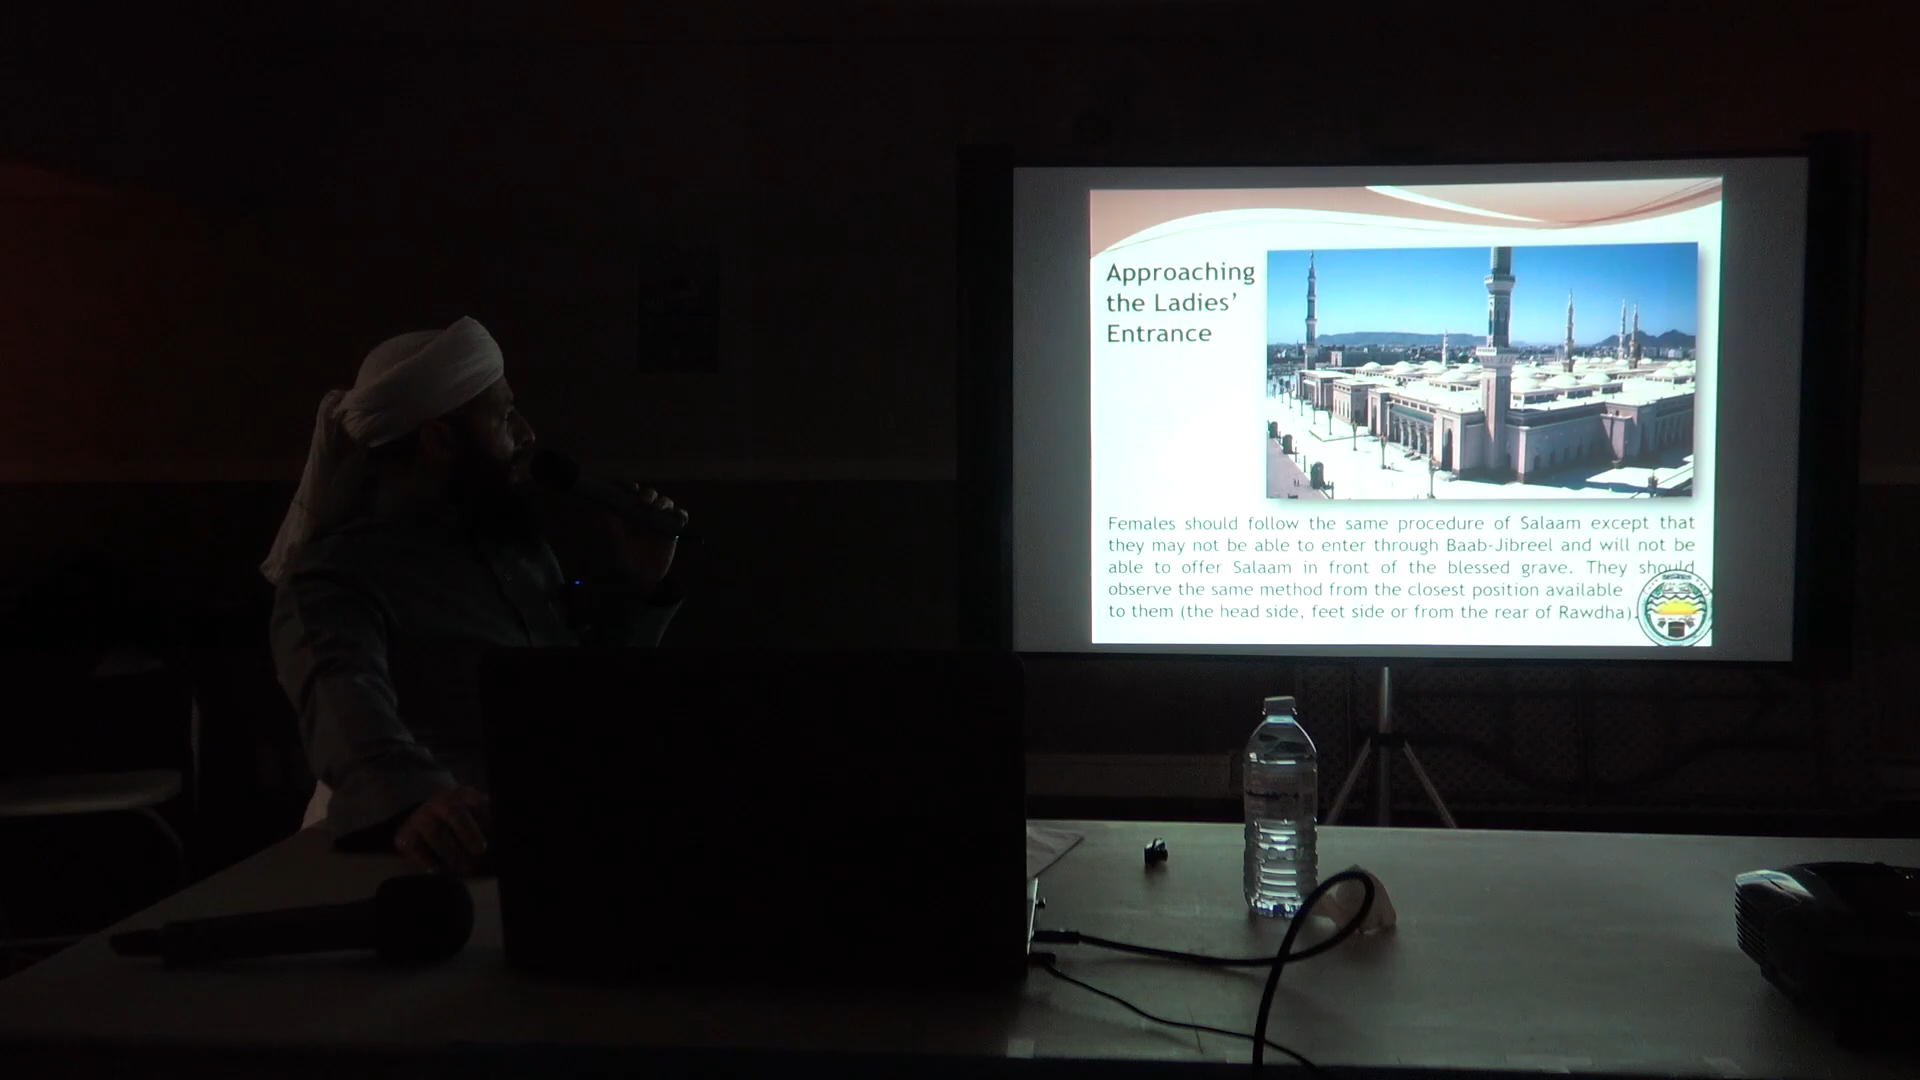 Approaching
the Ladies’
Entrance
Females should follow the same procedure of Salaam except that
they may not be able to enter through Baab-Jibreel and will not be
able to offer Salaam in front of the blessed grave. They should
observe the same method from the closest position available
to them (the head side, feet side or from the rear of Rawdha).